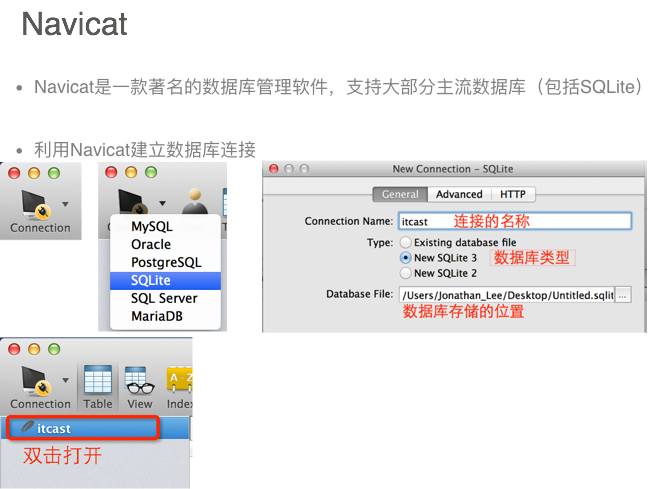 Navicat
• Navicat是一款著名的数据库管理软件，支持大部分主流数据库（包括SQLite）
• 利用Navicat建立数据库连接
Connection
MySQL
Oracle
PostgreSQL
SQLite
SQL Server
MariaDB
New Connection – SQLite
General Advanced HTTP
Connection Name: itcast 连接的名称
Type: Existing database file
New SQLite 3 数据库类型
New SQLite 2
Database File: /Users/Jonathan_Lee/Desktop/Untitled.sqlit ...
数据库存储的位置
Connection Table View Index
itcast
双击打开